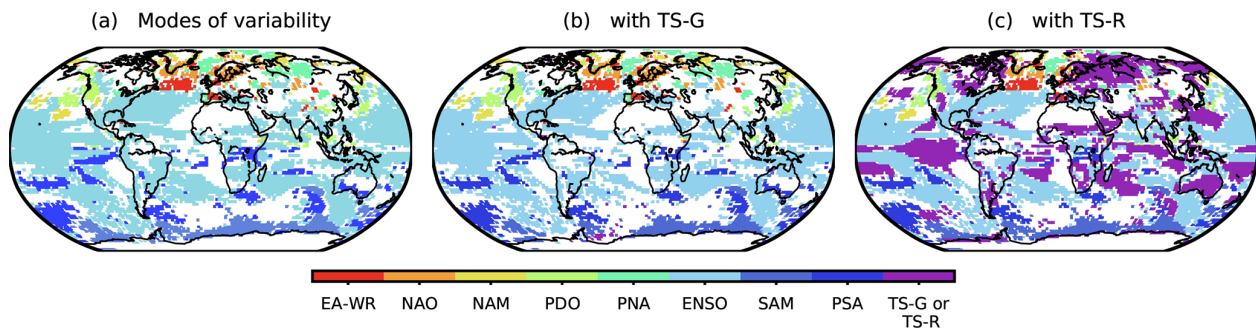 (a) Modes of variability
(b) with TS-G
(c) with TS-R
EA-WR NAO NAM PDO PNA ENSO SAM PSA TS-G or
TS-R